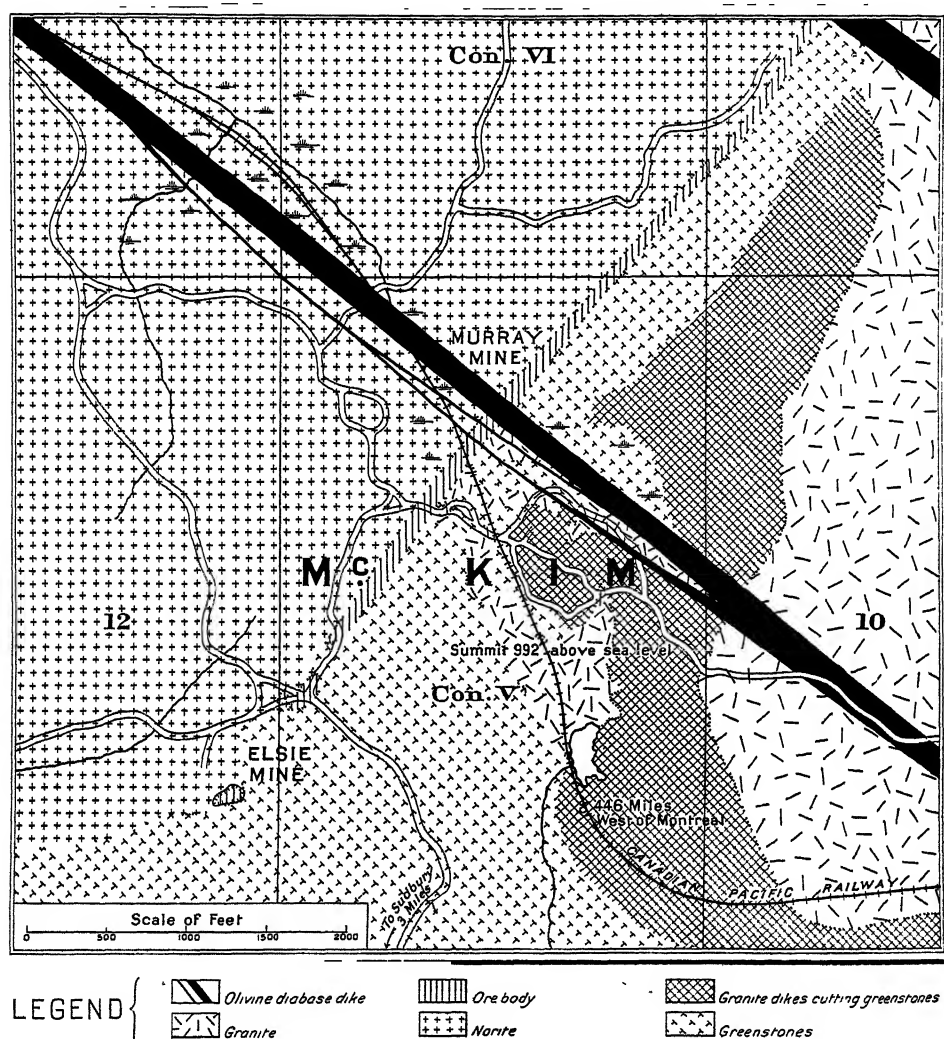 Con. VI
MURRAY
MINE
Mc KIM
12
10
Summit 992' above sea level
Con. V.
ELSIE
MINE
446 Miles
West of Montreal
CANADIAN PACIFIC RAILWAY
To Sudbury
3 Miles
Scale of Feet
0 500 1000 1500 2000
LEGEND
Olivine diabase dike
Ore body
Granite dikes cutting greenstones
Granite
Norite
Greenstones